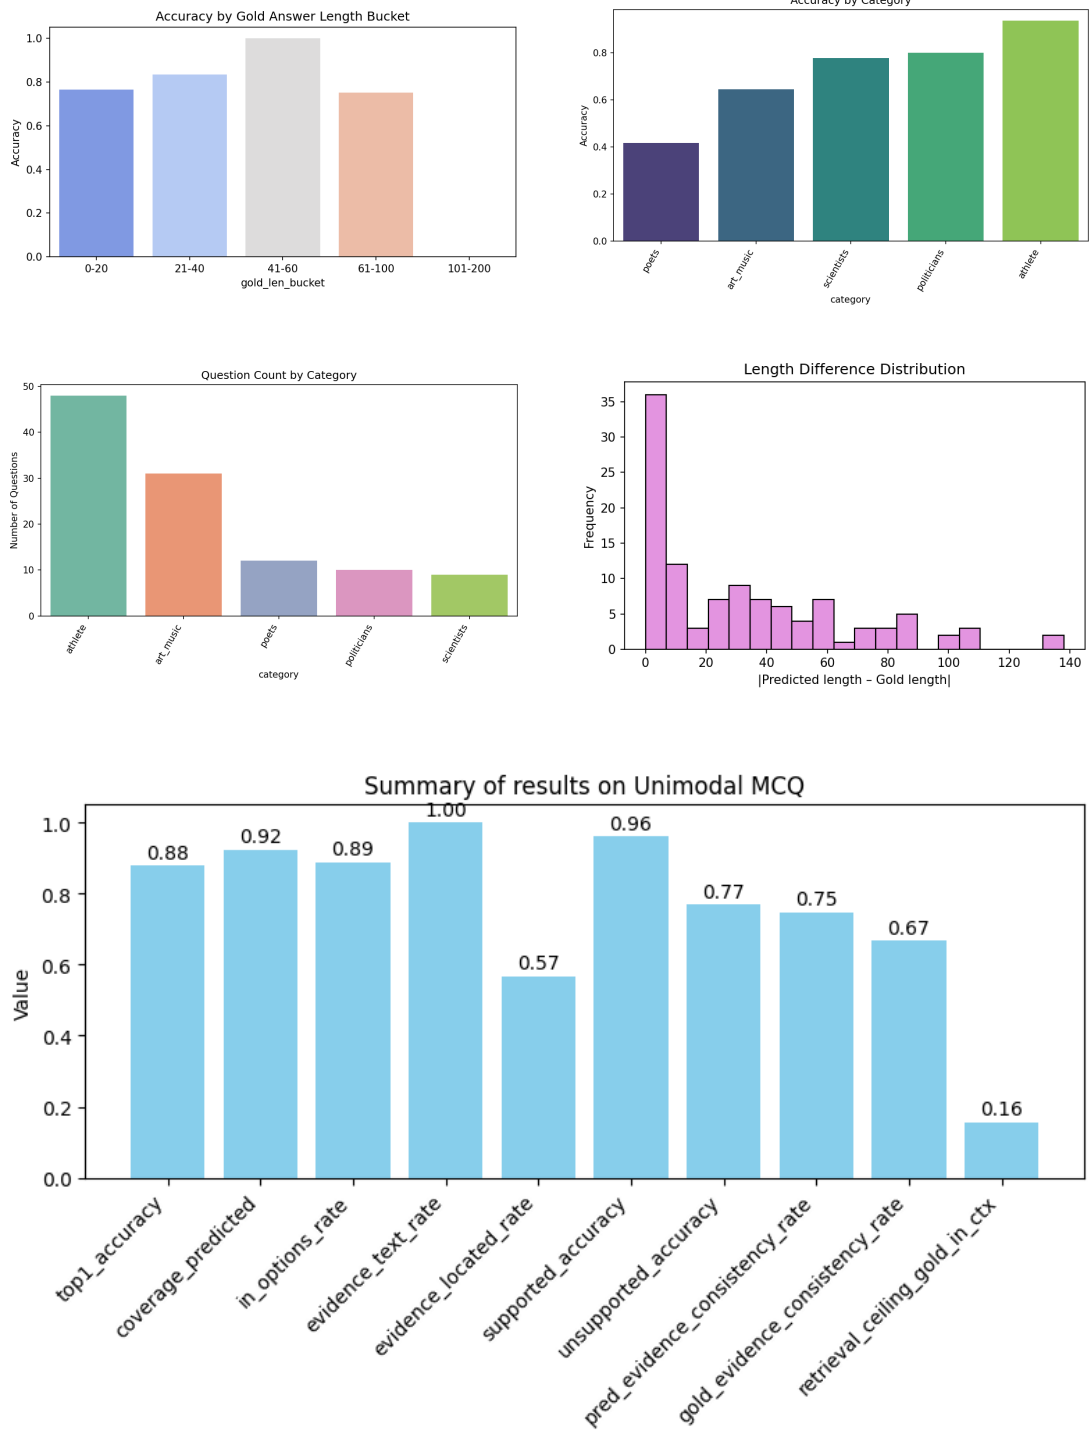 Accuracy by Gold Answer Length Bucket
Accuracy
1.0
0.8
0.6
0.4
0.2
0.0
0-20
21-40
41-60
61-100
101-200
gold_len_bucket
Accuracy by Category
Accuracy
0.8
0.6
0.4
0.2
0.0
poets
art_music
scientists
politicians
athlete
category
Question Count by Category
Number of Questions
50
40
30
20
10
0
athlete
art_music
poets
politicians
scientists
category
Length Difference Distribution
Frequency
35
30
25
20
15
10
5
0
0
20
40
60
80
100
120
140
|Predicted length – Gold length|
Summary of results on Unimodal MCQ
Value
1.0
0.8
0.6
0.4
0.2
0.0
0.88
0.92
0.89
1.00
0.57
0.96
0.77
0.75
0.67
0.16
top1_accuracy
coverage_predicted
in_options_rate
evidence_text_rate
evidence_located_rate
supported_accuracy
unsupported_accuracy
pred_evidence_consistency_rate
gold_evidence_consistency_rate
retrieval_ceiling_gold_in_ctx